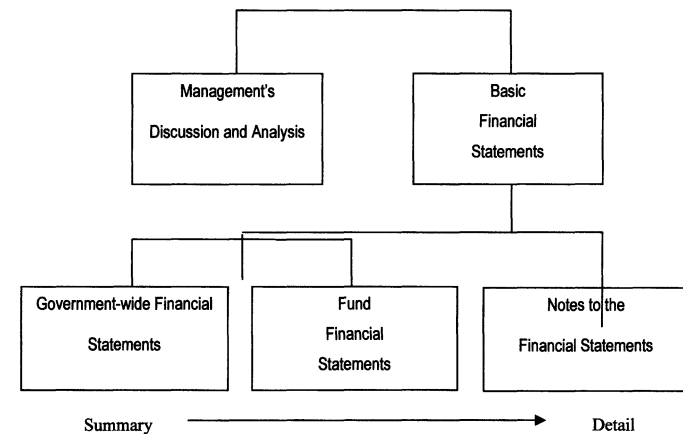 Management's
Discussion and Analysis
Basic
Financial
Statements
Government-wide Financial
Statements
Fund
Financial
Statements
Notes to the
Financial Statements
Summary
Detail